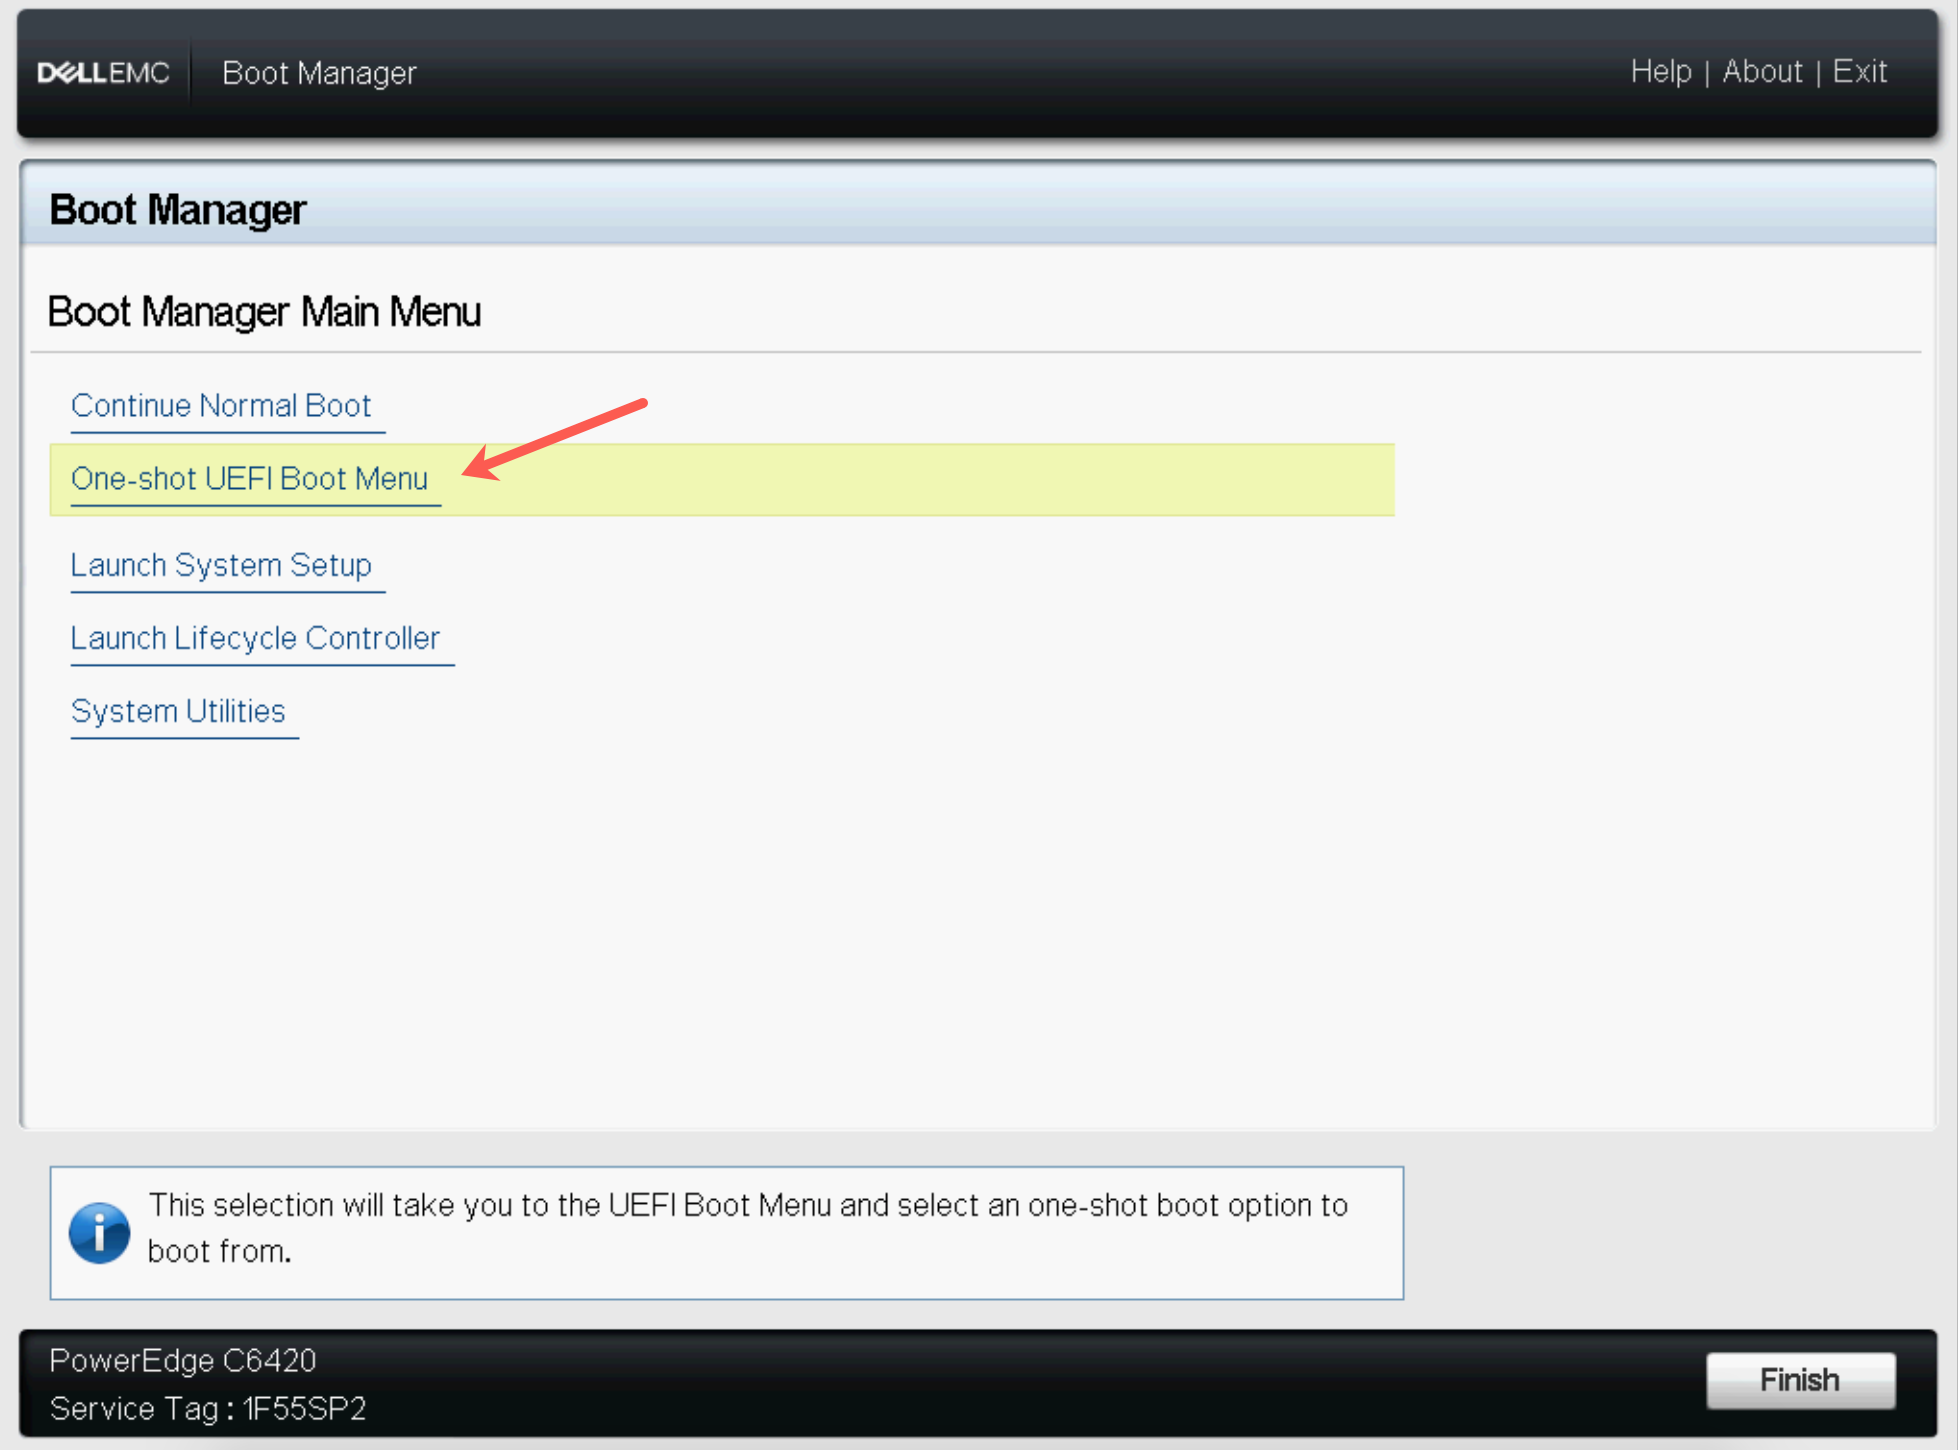 DELLEMC Boot Manager Help | About | Exit
Boot Manager
Boot Manager Main Menu
Continue Normal Boot
One-shot UEFI Boot Menu
Launch System Setup
Launch Lifecycle Controller
System Utilities
This selection will take you to the UEFI Boot Menu and select an one-shot boot option to
boot from.
PowerEdge C6420
Service Tag : 1F55SP2
Finish